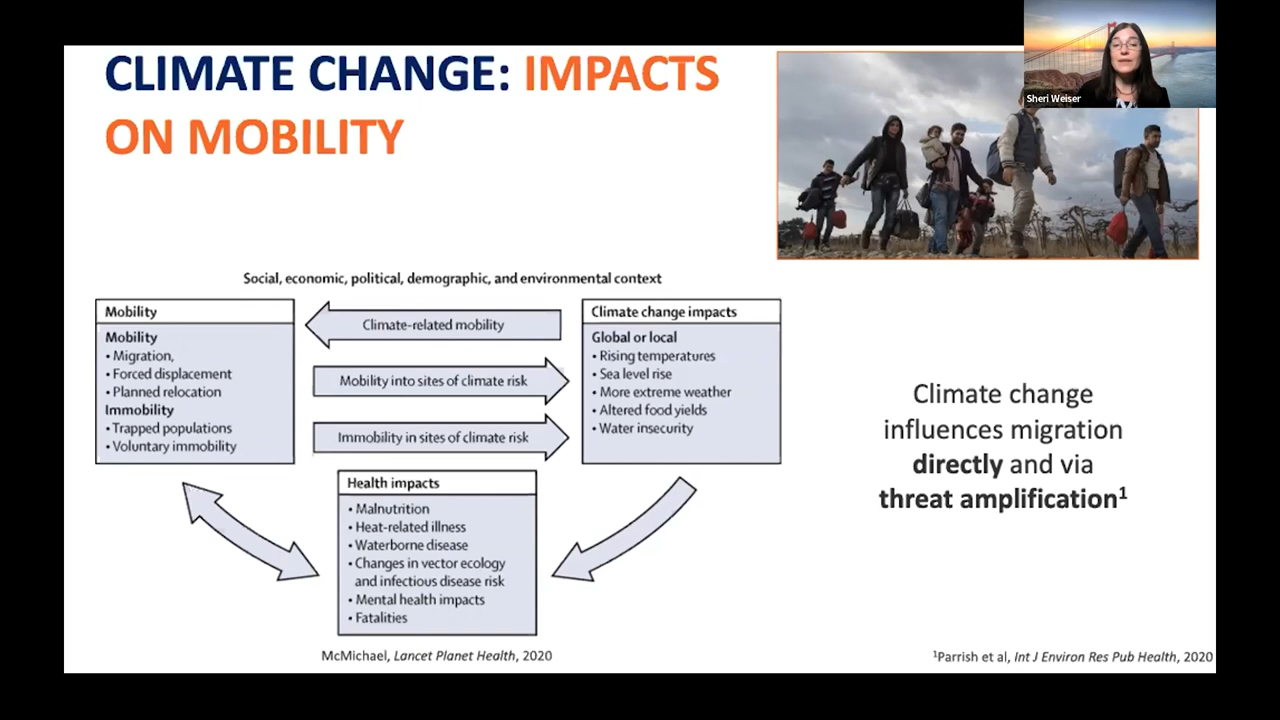 CLIMATE CHANGE: IMPACTS
ON MOBILITY
Sheri Weiser
Social, economic, political, demographic, and environmental context
Mobility
Mobility
• Migration,
• Forced displacement
• Planned relocation
Immobility
• Trapped populations
• Voluntary immobility
Climate-related mobility
Mobility into sites of climate risk
Immobility in sites of climate risk
Climate change impacts
Global or local
• Rising temperatures
• Sea level rise
• More extreme weather
• Altered food yields
• Water insecurity
Health impacts
• Malnutrition
• Heat-related illness
• Waterborne disease
• Changes in vector ecology
and infectious disease risk
• Mental health impacts
• Fatalities
Climate change
influences migration
directly and via
threat amplification¹
McMichael, Lancet Planet Health, 2020
¹Parrish et al, Int J Environ Res Pub Health, 2020